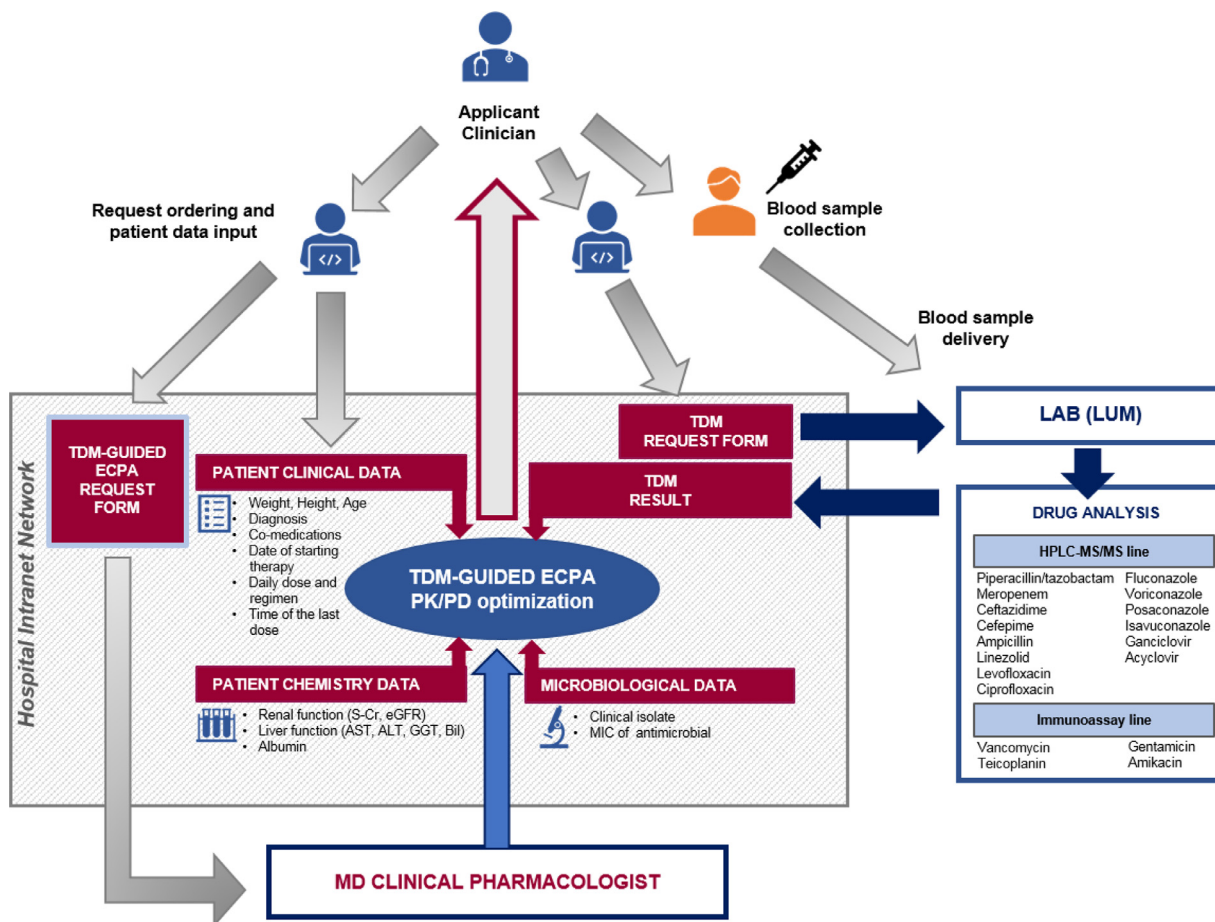 Applicant
Clinician
Request ordering and
patient data input
</>
</>
Blood sample
collection
Blood sample
delivery
Hospital Intranet Network
TDM-GUIDED
ECPA
REQUEST
FORM
PATIENT CLINICAL DATA
• Weight, Height, Age
• Diagnosis
• Co-medications
• Date of starting
therapy
• Daily dose and
regimen
• Time of the last
dose
TDM
REQUEST FORM
TDM
RESULT
TDM-GUIDED ECPA
PK/PD optimization
PATIENT CHEMISTRY DATA
• Renal function (S-Cr, eGFR)
• Liver function (AST, ALT, GGT, Bil)
• Albumin
MICROBIOLOGICAL DATA
• Clinical isolate
• MIC of antimicrobial
MD CLINICAL PHARMACOLOGIST
LAB (LUM)
DRUG ANALYSIS
HPLC-MS/MS line
Piperacillin/tazobactam Fluconazole
Meropenem Voriconazole
Ceftazidime Posaconazole
Cefepime Isavuconazole
Ampicillin Ganciclovir
Linezolid Acyclovir
Levofloxacin
Ciprofloxacin
Immunoassay line
Vancomycin Gentamicin
Teicoplanin Amikacin